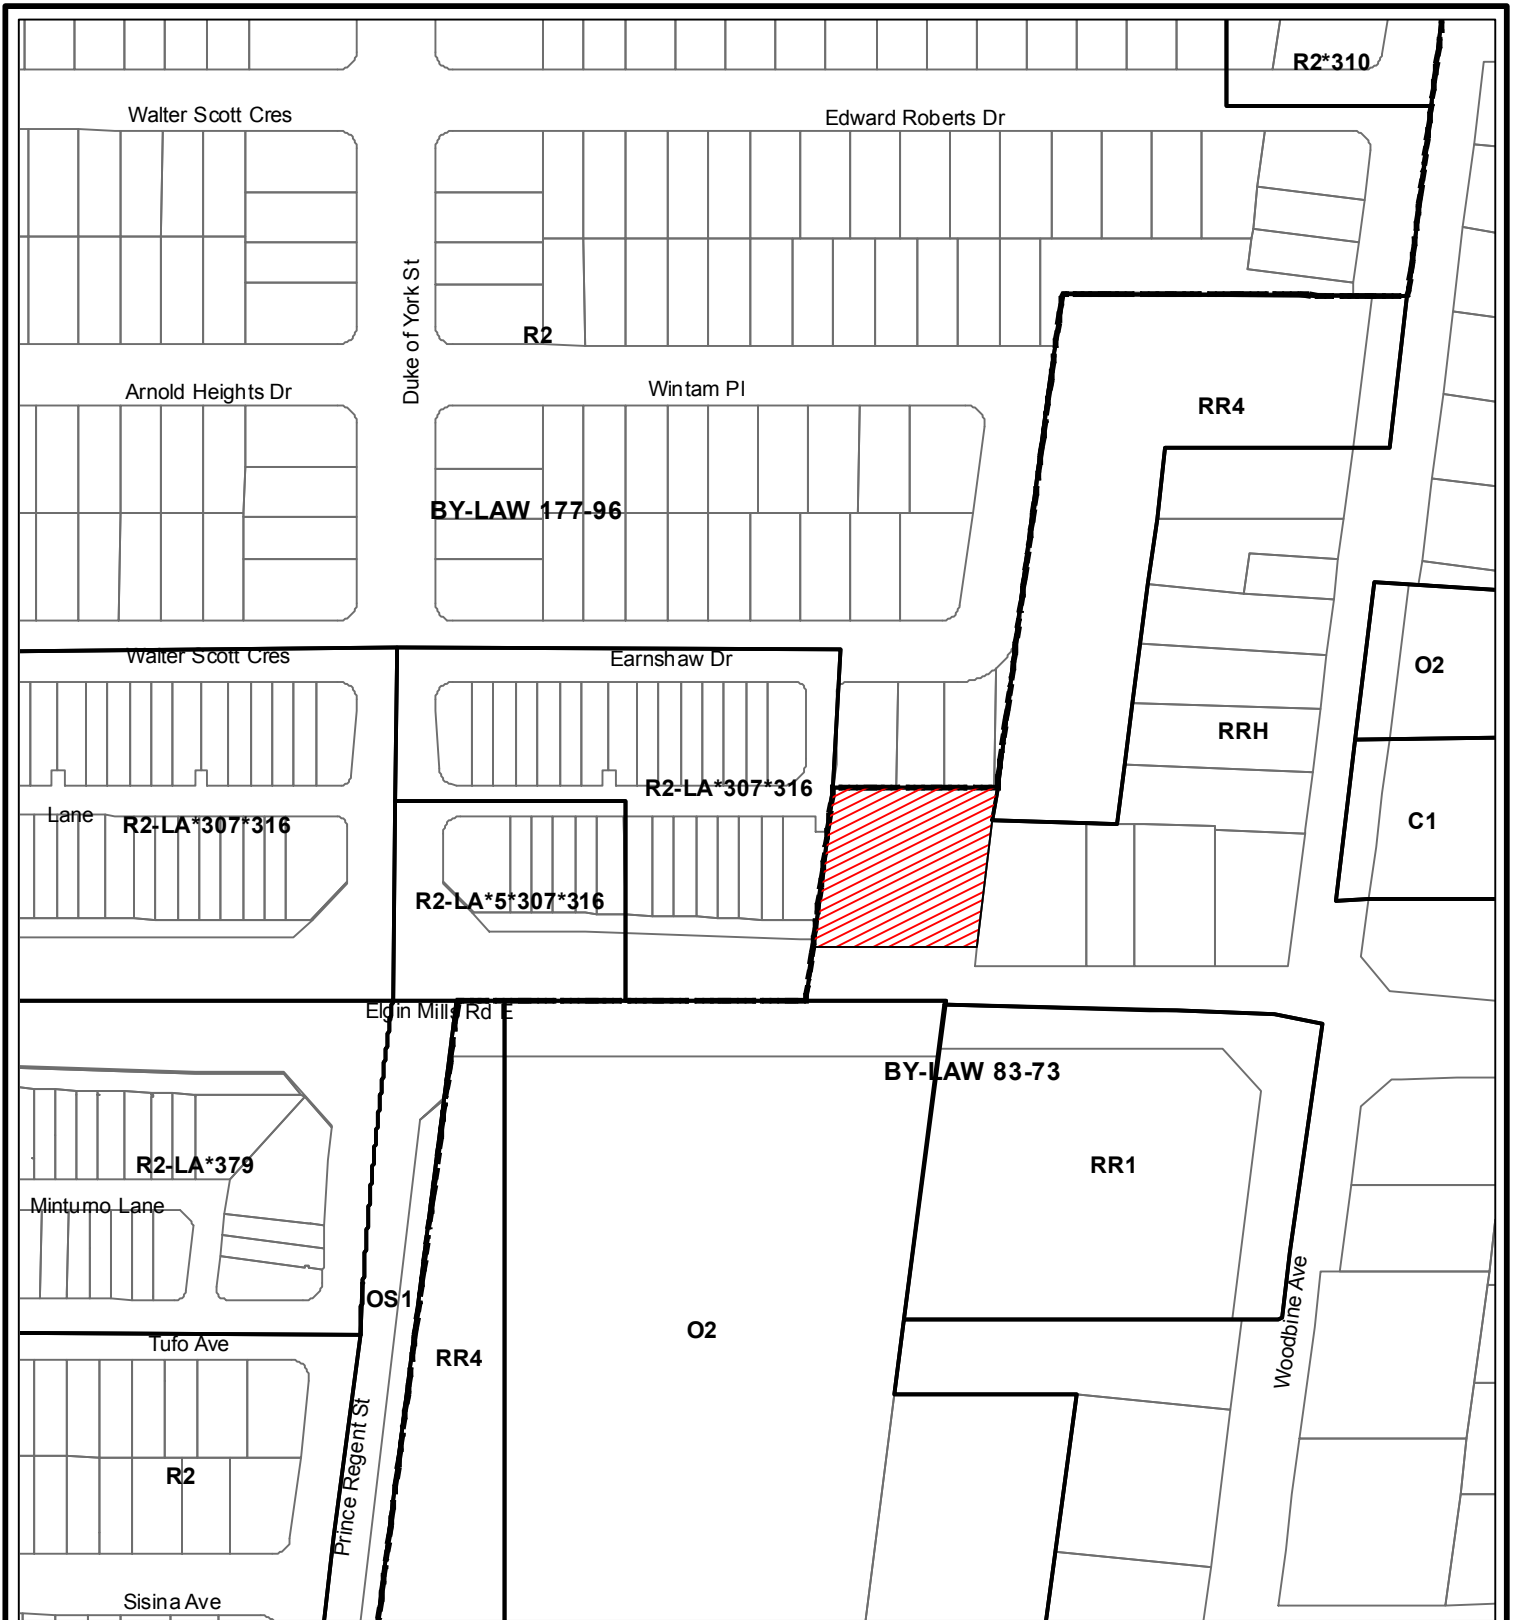 R2*310
Walter Scott Cres
Edward Roberts Dr
Duke of York St
R2
Arnold Heights Dr
Wintam Pl
RR4
BY-LAW 177-96
Walter Scott Cres
Earnshaw Dr
O2
RRH
R2-LA*307*316
Lane
R2-LA*307*316
C1
R2-LA*5*307*316
Elgin Mills Rd E
BY-LAW 83-73
R2-LA*379
RR1
Minturno Lane
OS1
Woodbine Ave
O2
Tufo Ave
RR4
Prince Regent St
R2
Sisina Ave